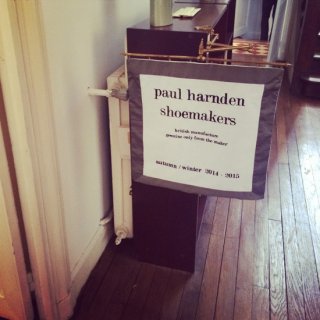 paul harnden
shoemakers
british manufacture
genuine only from the maker
autumn / winter 2014 - 2015